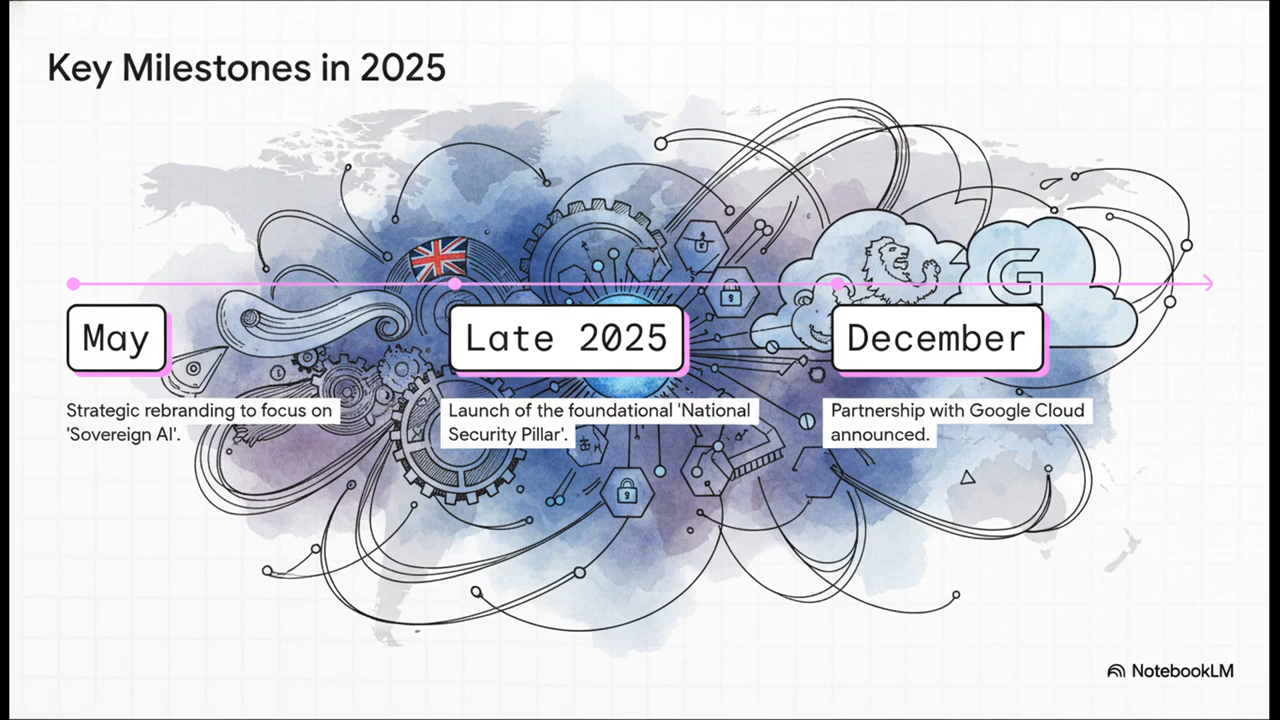 Key Milestones in 2025
May
Strategic rebranding to focus on
'Sovereign AI'.
Late 2025
Launch of the foundational 'National
Security Pillar'.
December
Partnership with Google Cloud
announced.
G
NotebookLM